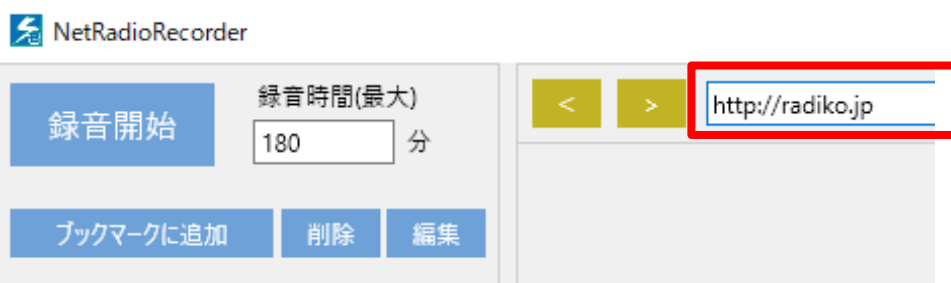 NetRadioRecorder
録音開始
録音時間(最大)
180 分
< >
http://radiko.jp
ブックマークに追加 削除 編集